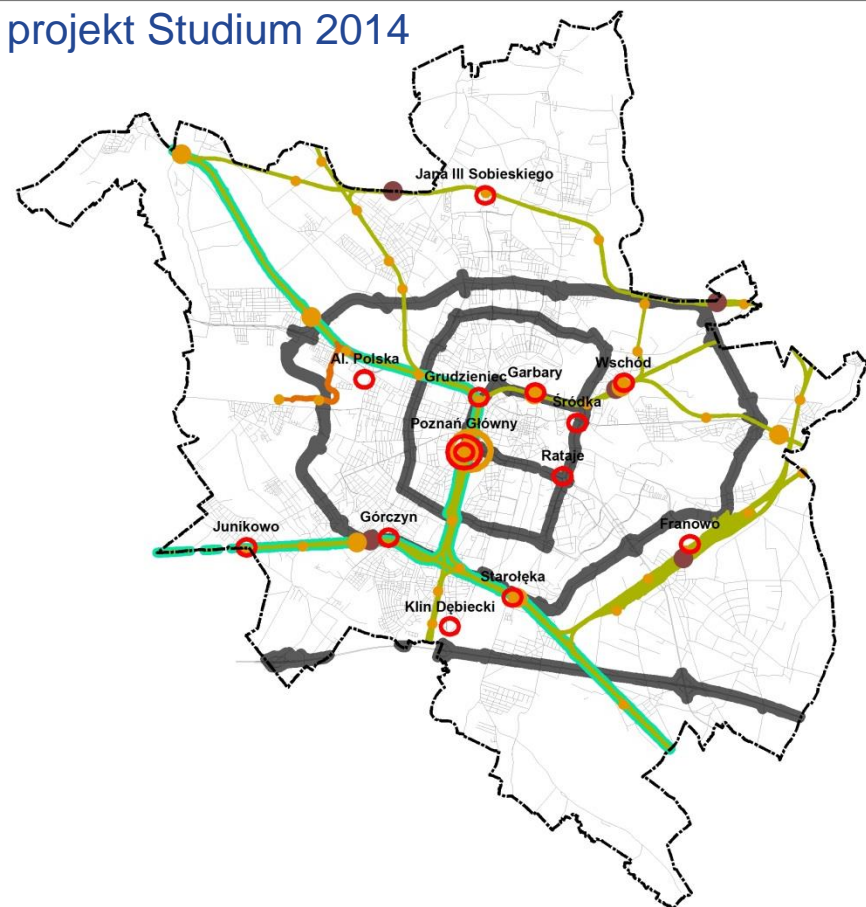 projekt Studium 2014
Jana III Sobieskiego
Al. Polska
Grudzieniec
Garbary
Wschód
Śródka
Poznań Główny
Rataje
Junikowo
Górczyn
Franowo
Starołęka
Klin Dębiecki